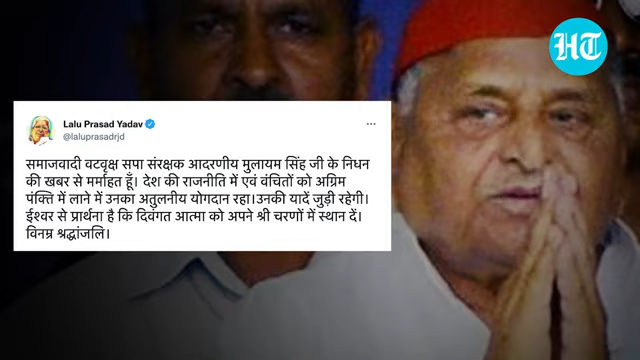 HT
Lalu Prasad Yadav
@laluprasadrjd
समाजवादी वटवृक्ष सपा संरक्षक आदरणीय मुलायम सिंह जी के निधन
की खबर से मर्माहत हूँ। देश की राजनीति में एवं वंचितों को अग्रिम
पंक्ति में लाने में उनका अतुलनीय योगदान रहा।उनकी यादें जुड़ी रहेगी।
ईश्वर से प्रार्थना है कि दिवंगत आत्मा को अपने श्री चरणों में स्थान दें।
विनम्र श्रद्धांजलि।